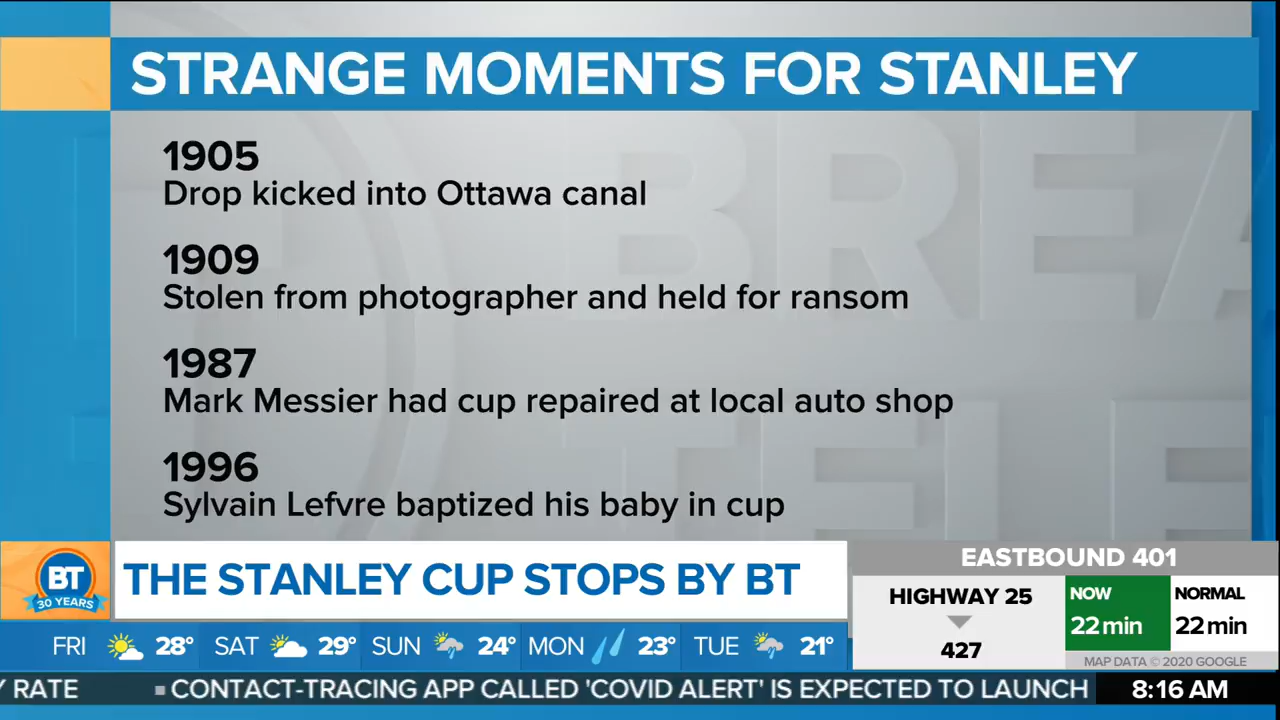 STRANGE MOMENTS FOR STANLEY
1905
Drop kicked into Ottawa canal
1909
Stolen from photographer and held for ransom
1987
Mark Messier had cup repaired at local auto shop
1996
Sylvain Lefvre baptized his baby in cup
BT
30 YEARS
THE STANLEY CUP STOPS BY BT
EASTBOUND 401
HIGHWAY 25
427
NOW
22 min
NORMAL
22 min
MAP DATA © 2020 GOOGLE
FRI 28° SAT 29° SUN 24° MON 23° TUE 21°
RATE ▪ CONTACT-TRACING APP CALLED 'COVID ALERT' IS EXPECTED TO LAUNCH
8:16 AM
BREA
TELE